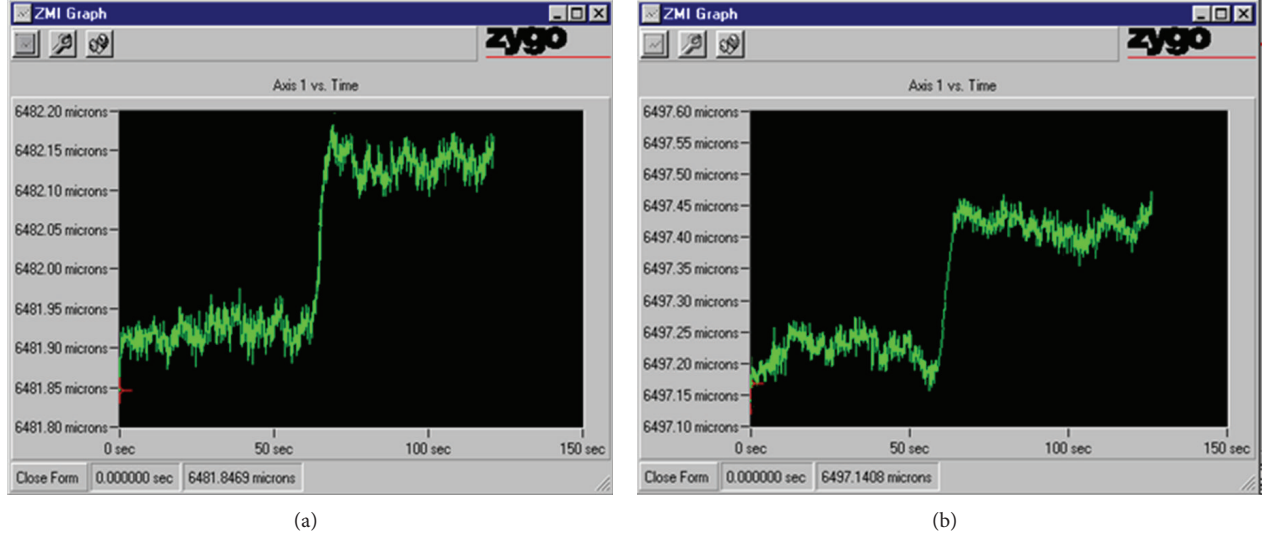 ZMI Graph
zygo
Axis 1 vs. Time
6482.20 microns
6482.15 microns
6482.10 microns
6482.05 microns
6482.00 microns
6481.95 microns
6481.90 microns
6481.85 microns
6481.80 microns
0 sec 50 sec 100 sec 150 sec
Close Form 0.000000 sec 6481.8469 microns
(a)
ZMI Graph
zygo
Axis 1 vs. Time
6497.60 microns
6497.55 microns
6497.50 microns
6497.45 microns
6497.40 microns
6497.35 microns
6497.30 microns
6497.25 microns
6497.20 microns
6497.15 microns
6497.10 microns
0 sec 50 sec 100 sec 150 sec
Close Form 0.000000 sec 6497.1408 microns
(b)